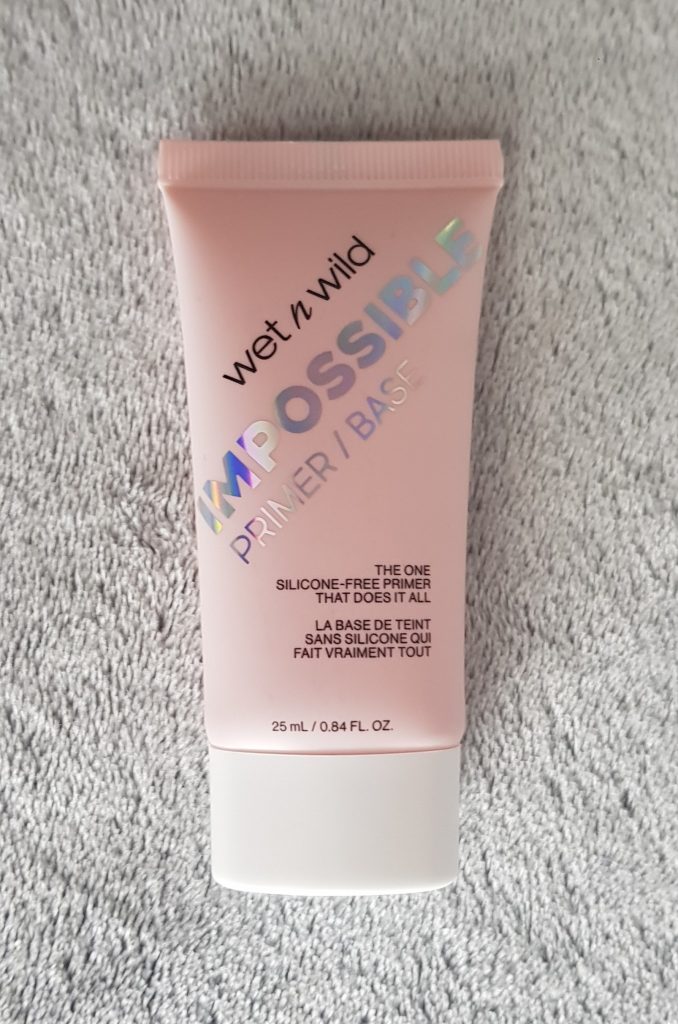 wet n wild
IMPOSSIBLE
PRIMER / BASE
THE ONE
SILICONE-FREE PRIMER
THAT DOES IT ALL
LA BASE DE TEINT
SANS SILICONE QUI
FAIT VRAIMENT TOUT
25 mL / 0.84 FL. OZ.